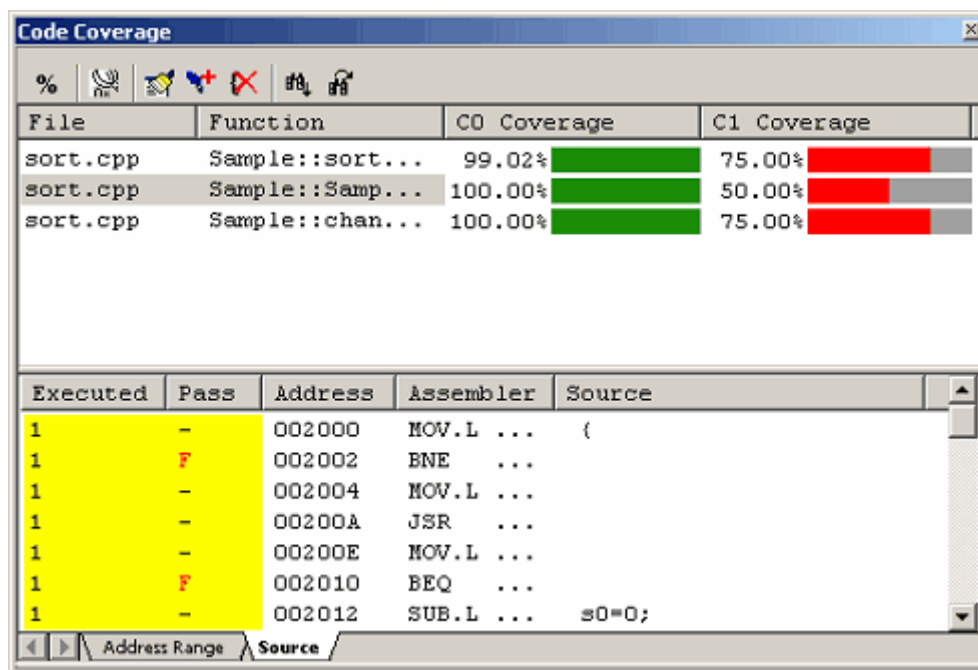 Code Coverage
%
File Function C0 Coverage C1 Coverage
sort.cpp Sample::sort... 99.02% 75.00%
sort.cpp Sample::Samp... 100.00% 50.00%
sort.cpp Sample::chan... 100.00% 75.00%
Executed Pass Address Assembler Source
1 - 002000 MOV.L ... {
1 F 002002 BNE ...
1 - 002004 MOV.L ...
1 - 00200A JSR ...
1 - 00200E MOV.L ...
1 F 002010 BEQ ...
1 - 002012 SUB.L ... s0=0;
Address Range Source